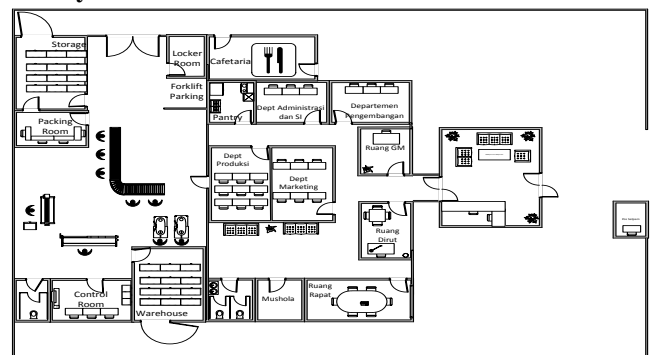 Storage
Locker
Room
Cafetaria
Forklift
Parking
Pantry
Dept Administrasi
dan SI
Departemen
Pengembangan
Packing
Room
Ruang GM
Dept
Produksi
Dept
Marketing
Ruang
Dirut
Control
Room
Warehouse
Mushola
Ruang
Rapat